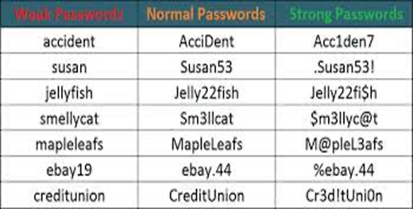 Weak Passwords Normal Passwords Strong Passwords
accident AcciDent Acc1den7
susan Susan53 .Susan53!
jellyfish Jelly22fish Jelly22fi$h
smellycat Sm3llcat $m3llyc@t
mapleleafs MapleLeafs M@pleL3afs
ebay19 ebay.44 %ebay.44
creditunion CreditUnion Cr3d!tUni0n